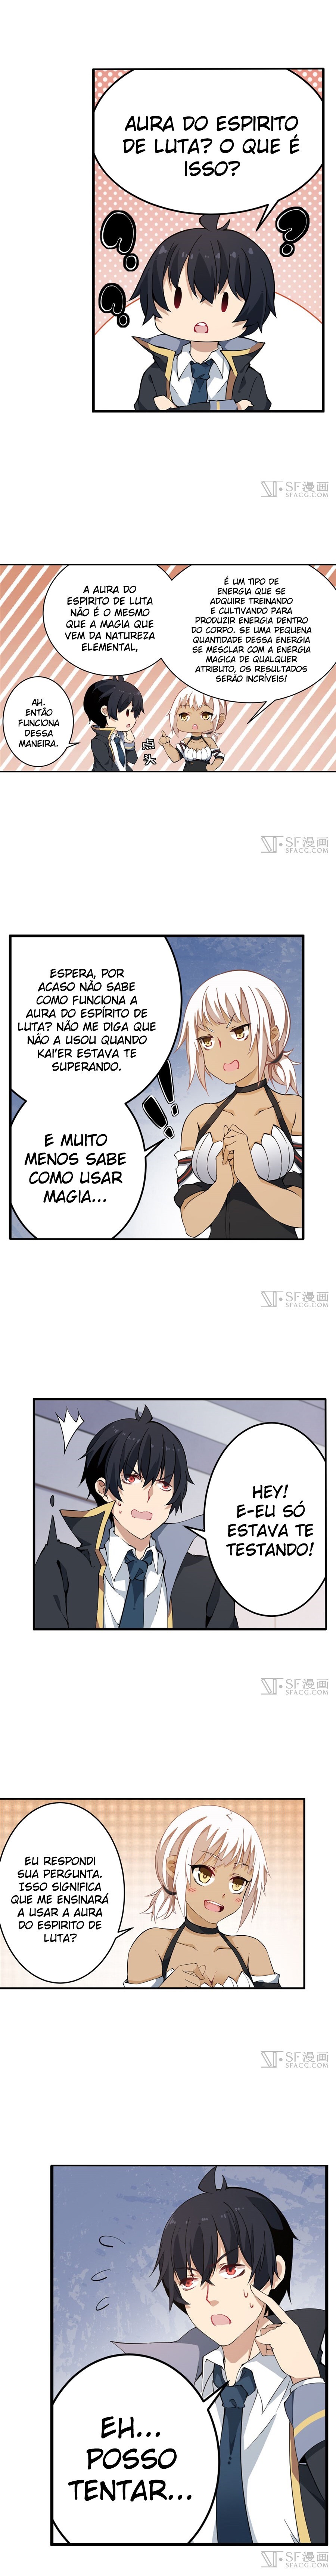 AURA DO ESPIRITO
DE LUTA? O QUE É
ISSO?
SF漫画
SFACG.COM
A AURA DO
ESPIRITO DE LUTA
NÃO É O MESMO
QUE A MAGIA QUE
VEM DA NATUREZA
ELEMENTAL,
É UM TIPO DE
ENERGIA QUE SE
ADQUIRE TREINANDO
E CULTIVANDO PARA
PRODUZIR ENERGIA DENTRO
DO CORPO. SE UMA PEQUENA
QUANTIDADE DESSA ENERGIA
SE MESCLAR COM A ENERGIA
MAGICA DE QUALQUER
ATRIBUTO, OS RESULTADOS
SERÃO INCRÍVEIS!
AH.
ENTÃO
FUNCIONA
DESSA
MANEIRA.
点
头
SF漫画
SFACG.COM
ESPERA, POR
ACASO NÃO SABE
COMO FUNCIONA A
AURA DO ESPÍRITO DE
LUTA? NÃO ME DIGA QUE
NÃO A USOU QUANDO
KAI'ER ESTAVA TE
SUPERANDO.
!
E MUITO
MENOS SABE
COMO USAR
MAGIA...
SF漫画
SFACG.COM
HEY!
E-EU SÓ
ESTAVA TE
TESTANDO!
SF漫画
SFACG.COM
EU RESPONDI
SUA PERGUNTA.
ISSO SIGNIFICA
QUE ME ENSINARÁ
A USAR A AURA
DO ESPIRITO DE
LUTA?
SF漫画
SFACG.COM
EH...
POSSO
TENTAR...
SF漫画
SFACG.COM